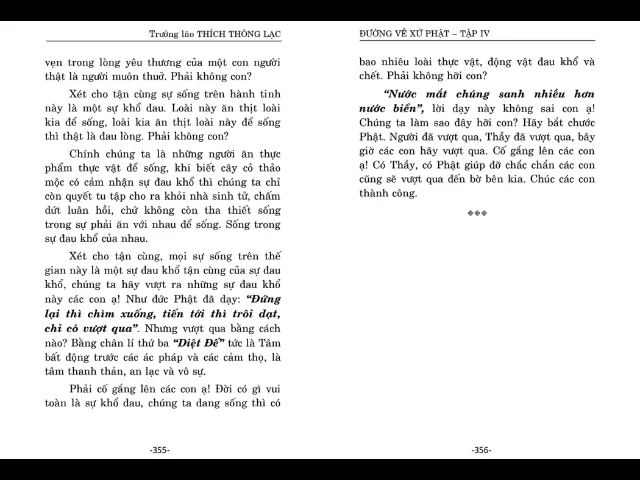 Trưởng lão THÍCH THÔNG LẠC
vẹn trong lòng yêu thương của một con người
thật là người muôn thuở. Phải không con?
Xét cho tận cùng sự sống trên hành tinh
này là một sự khổ đau. Loài này ăn thịt loài
kia để sống, loài kia ăn thịt loài này để sống
thì thật là đau lòng. Phải không con?
Chính chúng ta là những người ăn thực
phẩm thực vật để sống, khi biết cây cỏ thảo
mộc có cảm nhận sự đau khổ thì chúng ta chỉ
còn quyết tu tập cho ra khỏi nhà sinh tử, chấm
dứt luân hồi, chứ không còn tha thiết sống
trong sự phải ăn với nhau để sống. Sống trong
sự đau khổ của nhau.
Xét cho tận cùng, mọi sự sống trên thế
gian này là một sự đau khổ tận cùng của sự đau
khổ, chúng ta hãy vượt ra những sự đau khổ
này các con ạ! Như đức Phật đã dạy: “Đứng
lại thì chìm xuống, tiến tới thì trôi dạt,
chỉ có vượt qua”. Nhưng vượt qua bằng cách
nào? Bằng chân lí thứ ba “Diệt Đế” tức là Tâm
bất động trước các ác pháp và các cảm thọ, là
tâm thanh thản, an lạc và vô sự.
Phải cố gắng lên các con ạ! Đời có gì vui
toàn là sự khổ đau, chúng ta đang sống thì có
-355-
ĐƯỜNG VỀ XỨ PHẬT – TẬP IV
bao nhiêu loài thực vật, động vật đau khổ và
chết. Phải không hỡi con?
“Nước mắt chúng sanh nhiều hơn
nước biển”, lời dạy này không sai con ạ!
Chúng ta làm sao đây hỡi con? Hãy bắt chước
Phật. Người đã vượt qua, Thầy đã vượt qua, bây
giờ các con hãy vượt qua. Cố gắng lên các con
ạ! Có Thầy, có Phật giúp đỡ chắc chắn các con
cũng sẽ vượt qua đến bờ bên kia. Chúc các con
thành công.
-356-